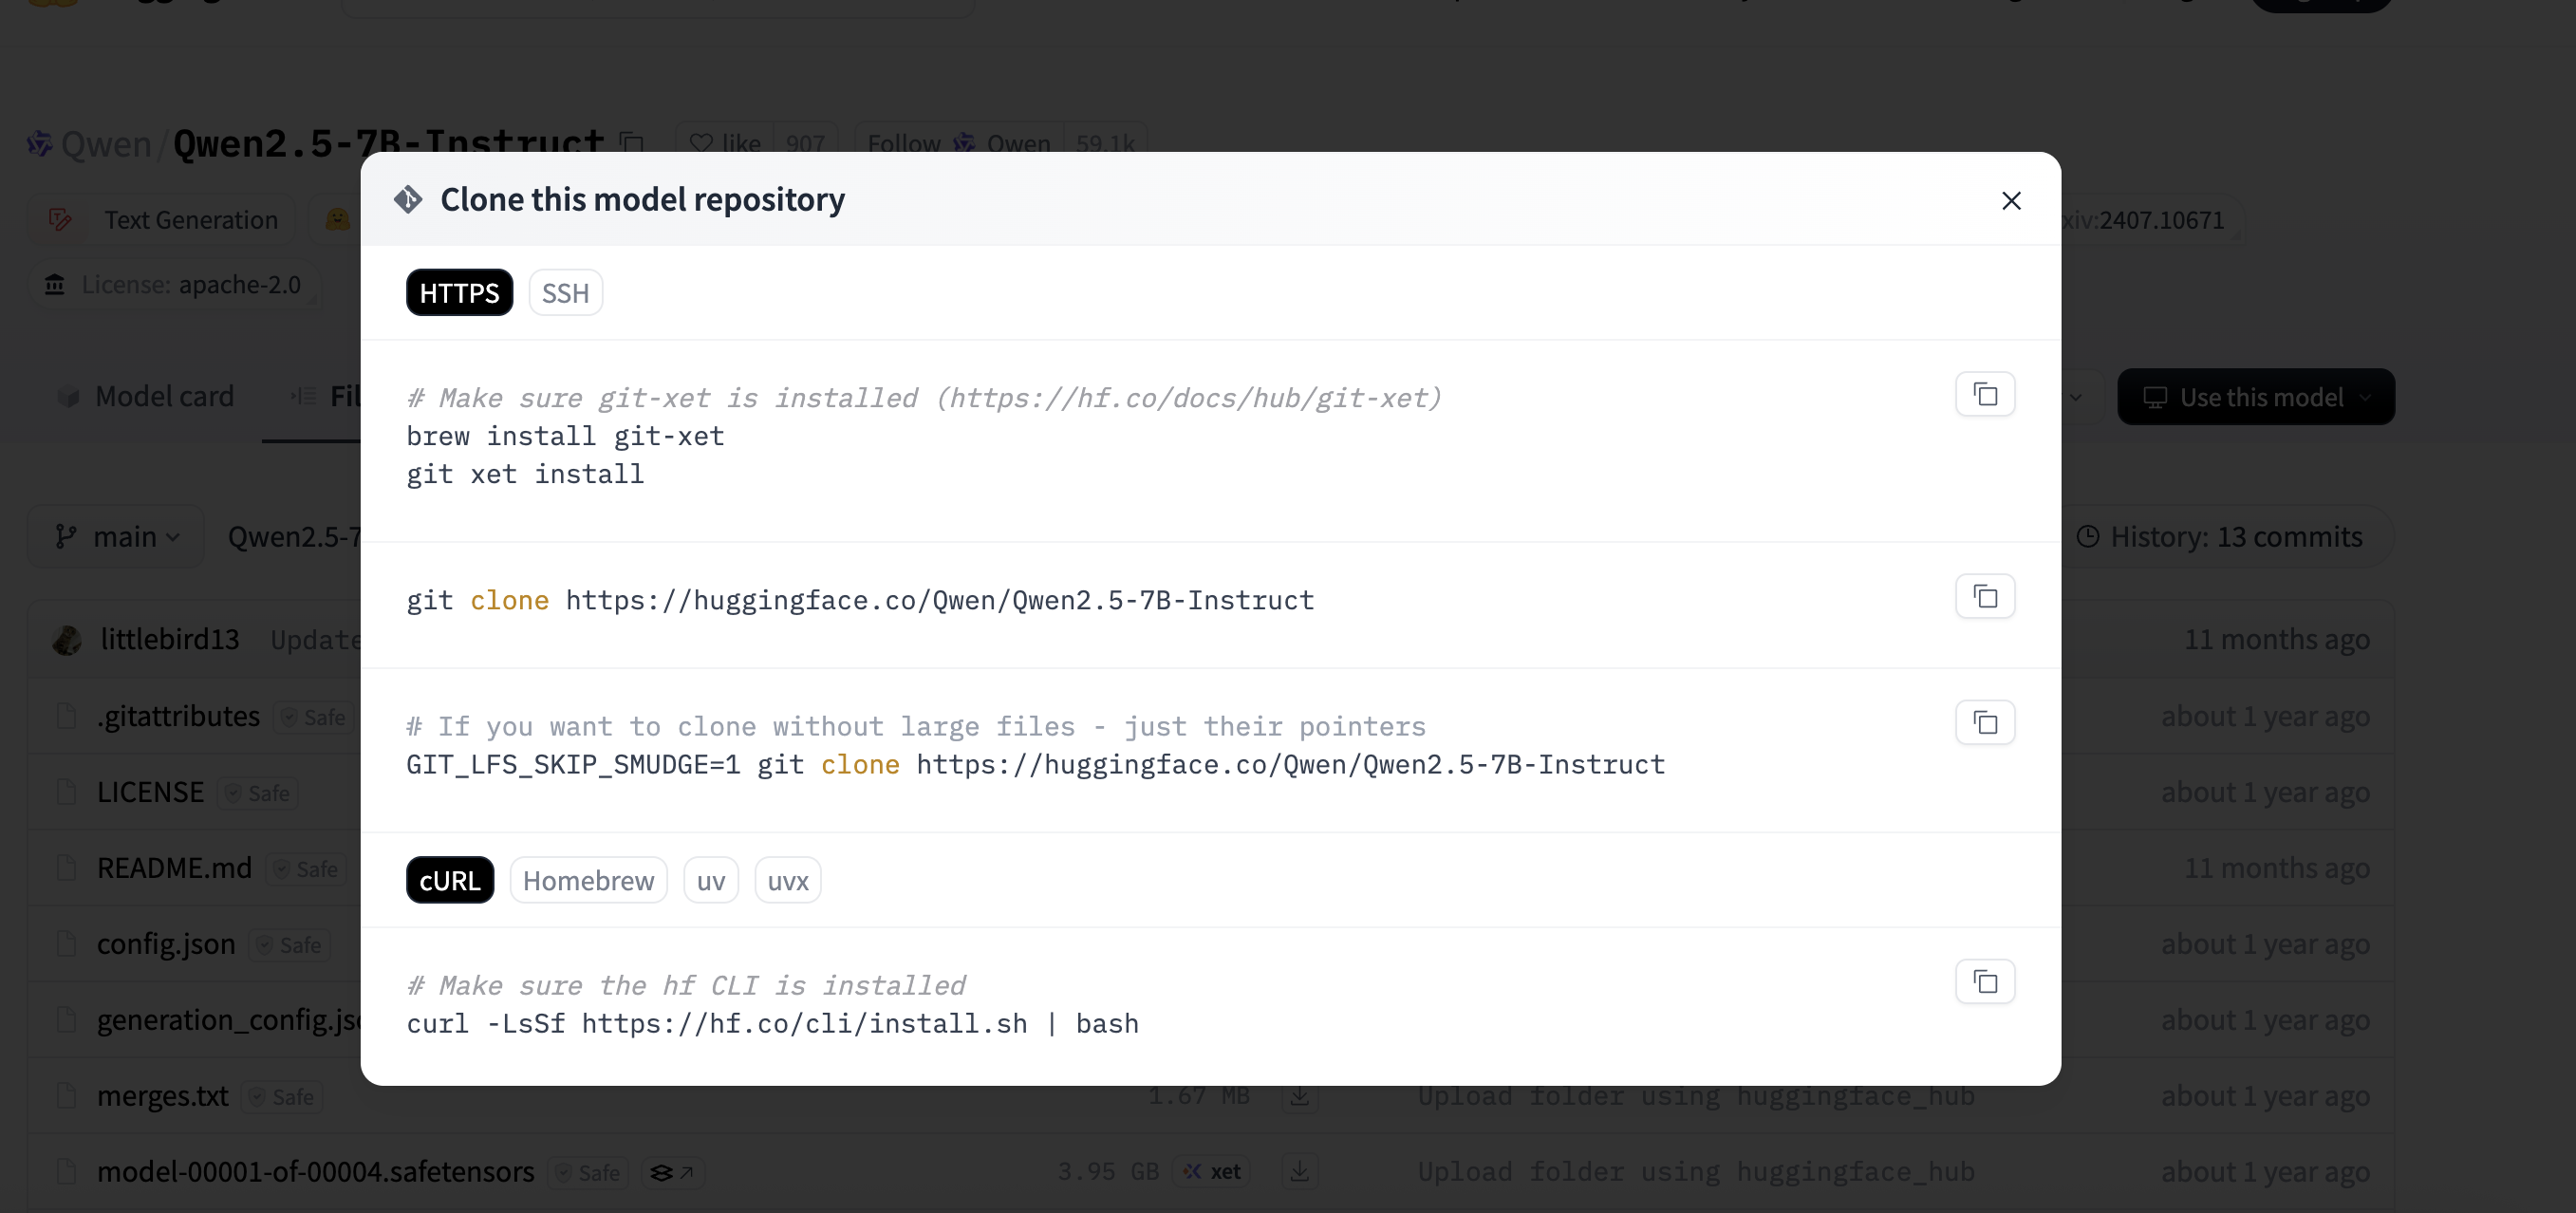 Qwen/Qwen2.5-7B-Instruct like 907 Follow Qwen 59.1k
Clone this model repository
Text Generation
xiv:2407.10671
License: apache-2.0
HTTPS SSH
Model card
Use this model
# Make sure git-xet is installed (https://hf.co/docs/hub/git-xet)
brew install git-xet
git xet install
main Qwen2.5-7
History: 13 commits
git clone https://huggingface.co/Qwen/Qwen2.5-7B-Instruct
littlebird13 Update
11 months ago
.gitattributes Safe
about 1 year ago
# If you want to clone without large files - just their pointers
GIT_LFS_SKIP_SMUDGE=1 git clone https://huggingface.co/Qwen/Qwen2.5-7B-Instruct
LICENSE Safe
about 1 year ago
README.md Safe
11 months ago
cURL Homebrew uv uvx
config.json Safe
about 1 year ago
# Make sure the hf CLI is installed
curl -LsSf https://hf.co/cli/install.sh | bash
generation_config.js
about 1 year ago
merges.txt Safe 1.67 MB Upload folder using huggingface_hub about 1 year ago
model-00001-of-00004.safetensors Safe 3.95 GB xet Upload folder using huggingface_hub about 1 year ago